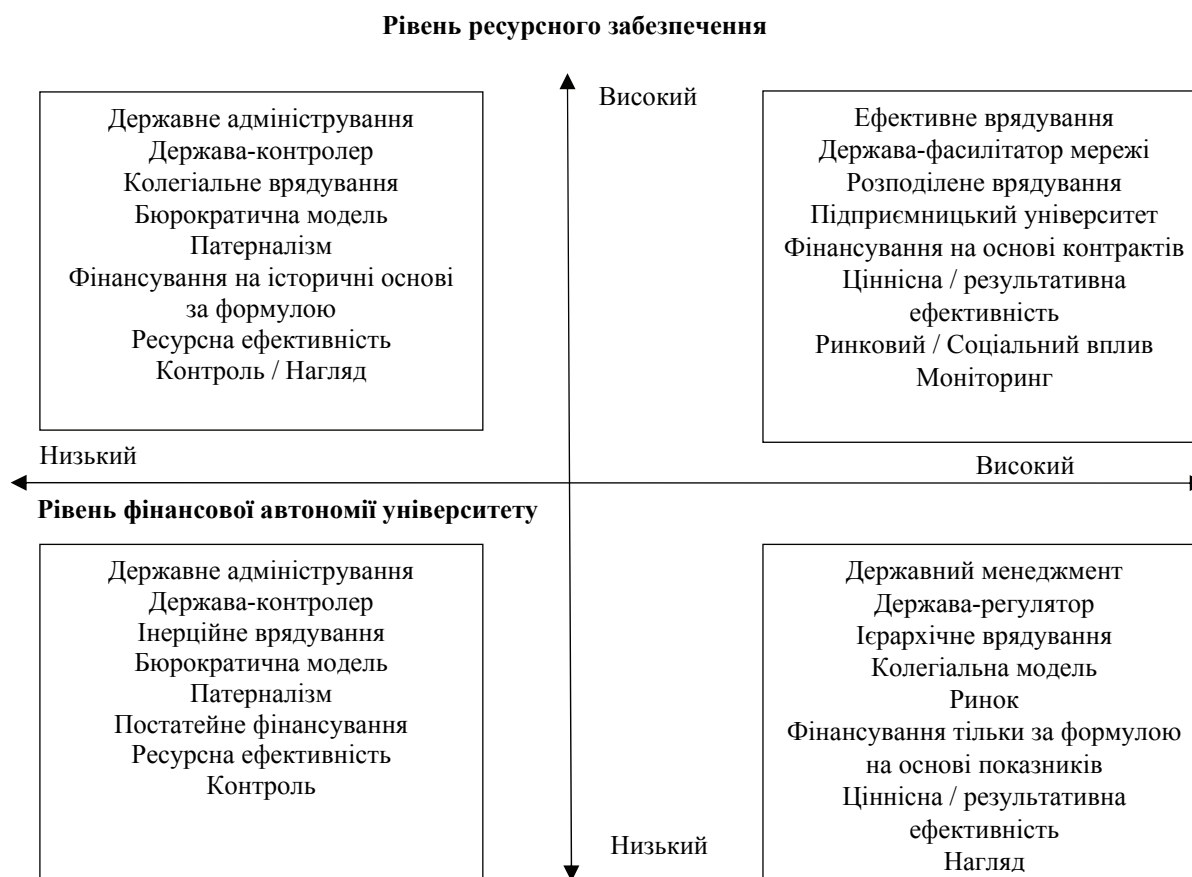 Рівень ресурсного забезпечення
Високий
Державне адміністрування
Держава-контролер
Колегіальне врядування
Бюрократична модель
Патерналізм
Фінансування на історичні основі
за формулою
Ресурсна ефективність
Контроль / Нагляд
Ефективне врядування
Держава-фасилітатор мережі
Розподілене врядування
Підприємницький університет
Фінансування на основі контрактів
Ціннісна / результативна
ефективність
Ринковий / Соціальний вплив
Моніторинг
Низький
Високий
Рівень фінансової автономії університету
Державне адміністрування
Держава-контролер
Інерційне врядування
Бюрократична модель
Патерналізм
Постатейне фінансування
Ресурсна ефективність
Контроль
Державний менеджмент
Держава-регулятор
Ієрархічне врядування
Колегіальна модель
Ринок
Фінансування тільки за формулою
на основі показників
Ціннісна / результативна
ефективність
Нагляд
Низький